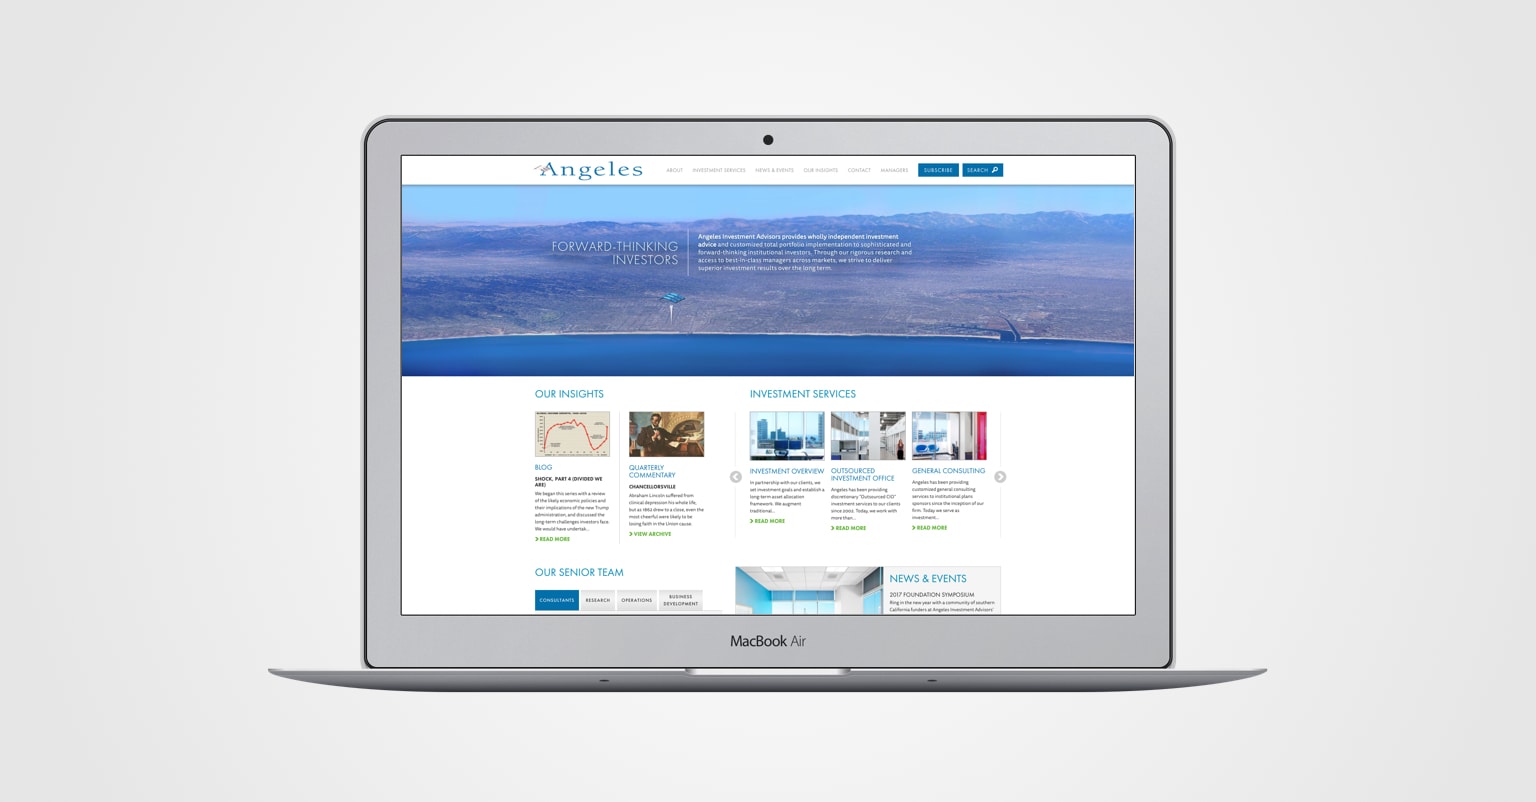 Angeles
ABOUT INVESTMENT SERVICES NEWS & EVENTS OUR INSIGHTS CONTACT MANAGERS SUBSCRIBE SEARCH
FORWARD-THINKING
INVESTORS
Angeles Investment Advisors provides wholly independent investment
advice and customized total portfolio implementation to sophisticated and
forward-thinking institutional investors. Through our rigorous research and
access to best-in-class managers across markets, we strive to deliver
superior investment results over the long term.
OUR INSIGHTS
BLOG
SHOCK, PART 4 (DIVIDED WE
ARE)
We began this series with a review
of the likely economic policies and
their implications of the new Trump
administration, and discussed the
long-term challenges investors face.
We would have undertak...
READ MORE
QUARTERLY
COMMENTARY
CHANCELLORSVILLE
Abraham Lincoln suffered from
clinical depression his whole life,
but as 1862 drew to a close, even the
most cheerful were likely to be
losing faith in the Union cause.
VIEW ARCHIVE
INVESTMENT SERVICES
INVESTMENT OVERVIEW
In partnership with our clients, we
set investment goals and establish a
long-term asset allocation
framework. We augment
traditional...
READ MORE
OUTSOURCED
INVESTMENT OFFICE
Angeles has been providing
discretionary "Outsourced CIO"
investment services to our clients
since 2002. Today, we work with
more than...
READ MORE
GENERAL CONSULTING
Angeles has been providing
customized general consulting
services to institutional plans
sponsors since the inception of our
firm. Today we serve as
investment...
READ MORE
OUR SENIOR TEAM
CONSULTANTS RESEARCH OPERATIONS BUSINESS
DEVELOPMENT
NEWS & EVENTS
2017 FOUNDATION SYMPOSIUM
Ring in the new year with a community of southern
California funders at Angeles Investment Advisors'
MacBook Air